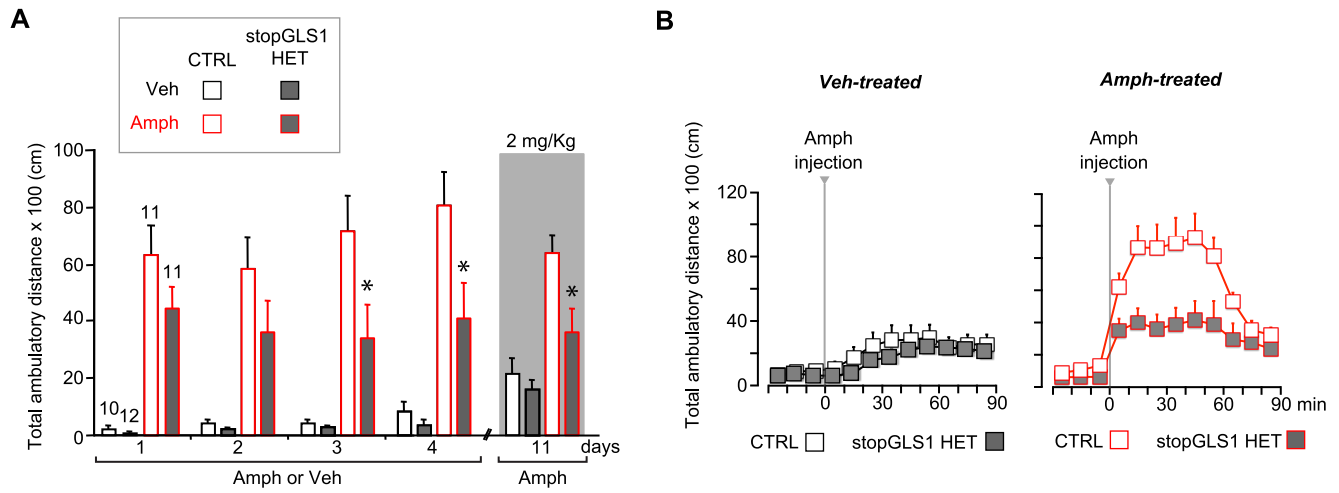 A
stopGLS1
CTRL HET
Veh
Amph
Total ambulatory distance x 100 (cm)
100
80
60
40
20
0
10
12
11
11
*
*
2 mg/Kg
*
1 2 3 4 11 days
Amph or Veh Amph
B
Veh-treated
Amph
injection
Total ambulatory distance x 100 (cm)
120
80
40
0
0 30 60 90
CTRL stopGLS1 HET
Amph-treated
Amph
injection
0 30 60 90 min
CTRL stopGLS1 HET